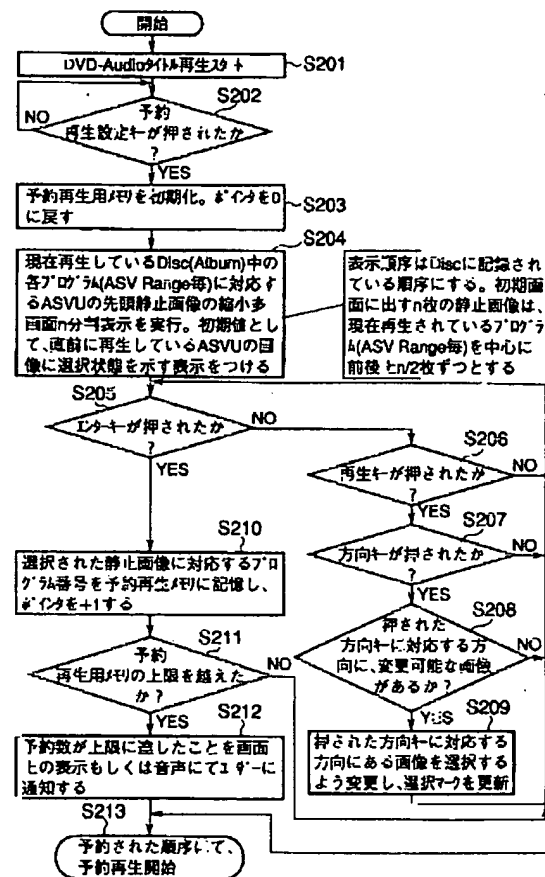 開始
DVD-Audioタイトル再生スタート
S201
S202
予約
再生設定キーが押されたか
?
NO
YES
予約再生用メモリを初期化。ポインタを0
に戻す
S203
S204
現在再生しているDisc(Album)中の
各プログラム(ASV Range毎)に対応す
るASVUの先頭静止画像の縮小多
画面n分割表示を実行。初期値とし
て、直前に再生しているASVUの画
像に選択状態を示す表示をつける
表示順序はDiscに記録され
ている順序にする。初期画
面に出すn枚の静止画像は、
現在再生されているプログラ
ム(ASV Range毎)を中心に
前後とn/2枚ずつとする
S205
エンターキーが押されたか
?
NO
YES
S206
再生キーが押されたか
?
NO
YES
S207
方向キーが押されたか
?
NO
YES
S208
押された
方向キーに対応する方
向に、変更可能な画像
があるか?
NO
YES
S209
押された方向キーに対応する
方向にある画像を選択する
よう変更し、選択マークを更新
S210
選択された静止画像に対応するプロ
グラム番号を予約再生メモリに記憶し、
ポインタを+1する
S211
予約
再生用メモリの上限を越えた
か?
NO
YES
S212
予約数が上限に達したことを画面
上の表示もしくは音声にてユーザーに
通知する
S213
予約された順序にて、
予約再生開始